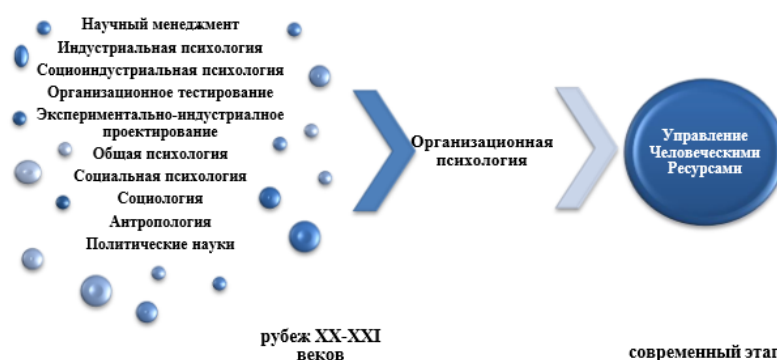 Научный менеджмент
Индустриальная психология
Социоиндустриальная психология
Организационное тестирование
Экспериментально-индустриалное
проектирование
Общая психология
Социальная психология
Социология
Антропология
Политические науки
Организационная
психология
Управление
Человеческими
Ресурсами
рубеж XX-XXI
веков
современный этап